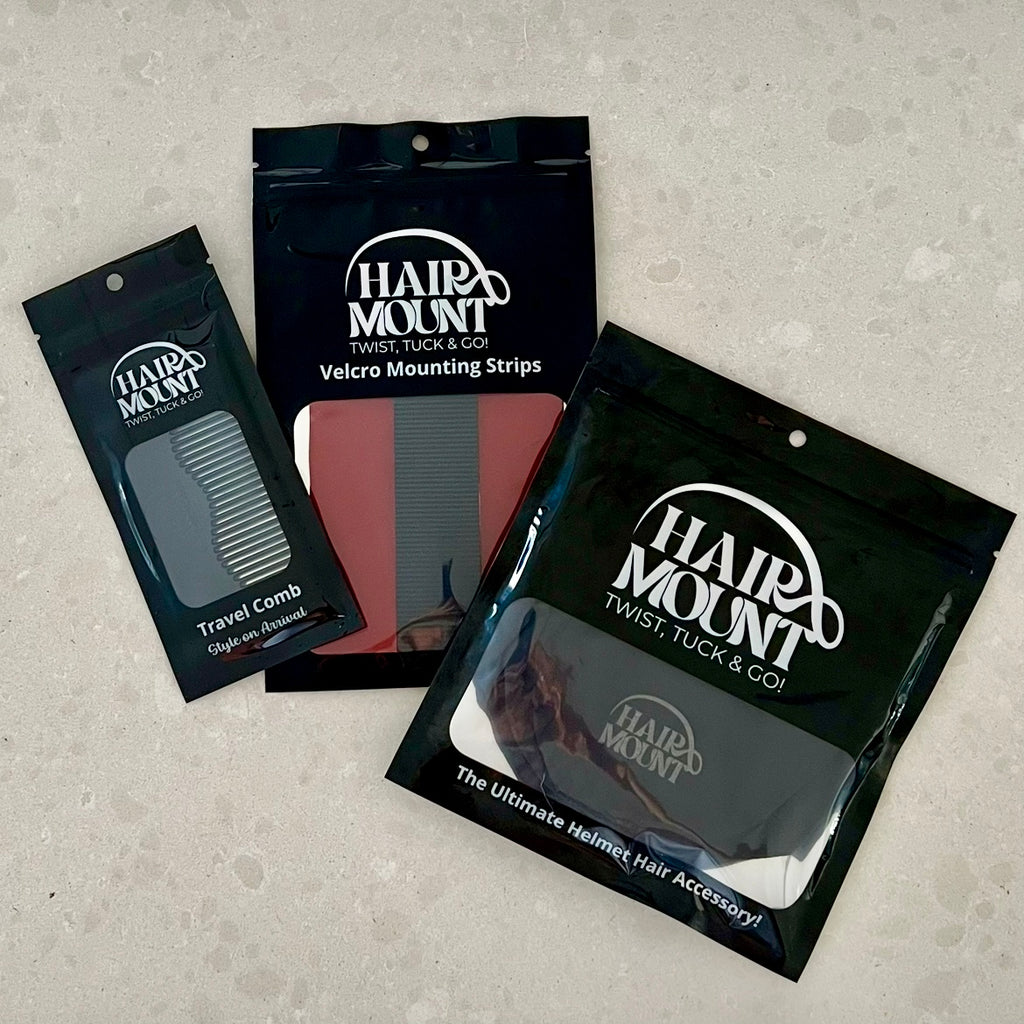 HAIR
MOUNT
TWIST, TUCK & GO!
Travel Comb
Style on Arrival
HAIR
MOUNT
TWIST, TUCK & GO!
Velcro Mounting Strips
HAIR
MOUNT
TWIST, TUCK & GO!
HAIR
MOUNT
The Ultimate Helmet Hair Accessory!